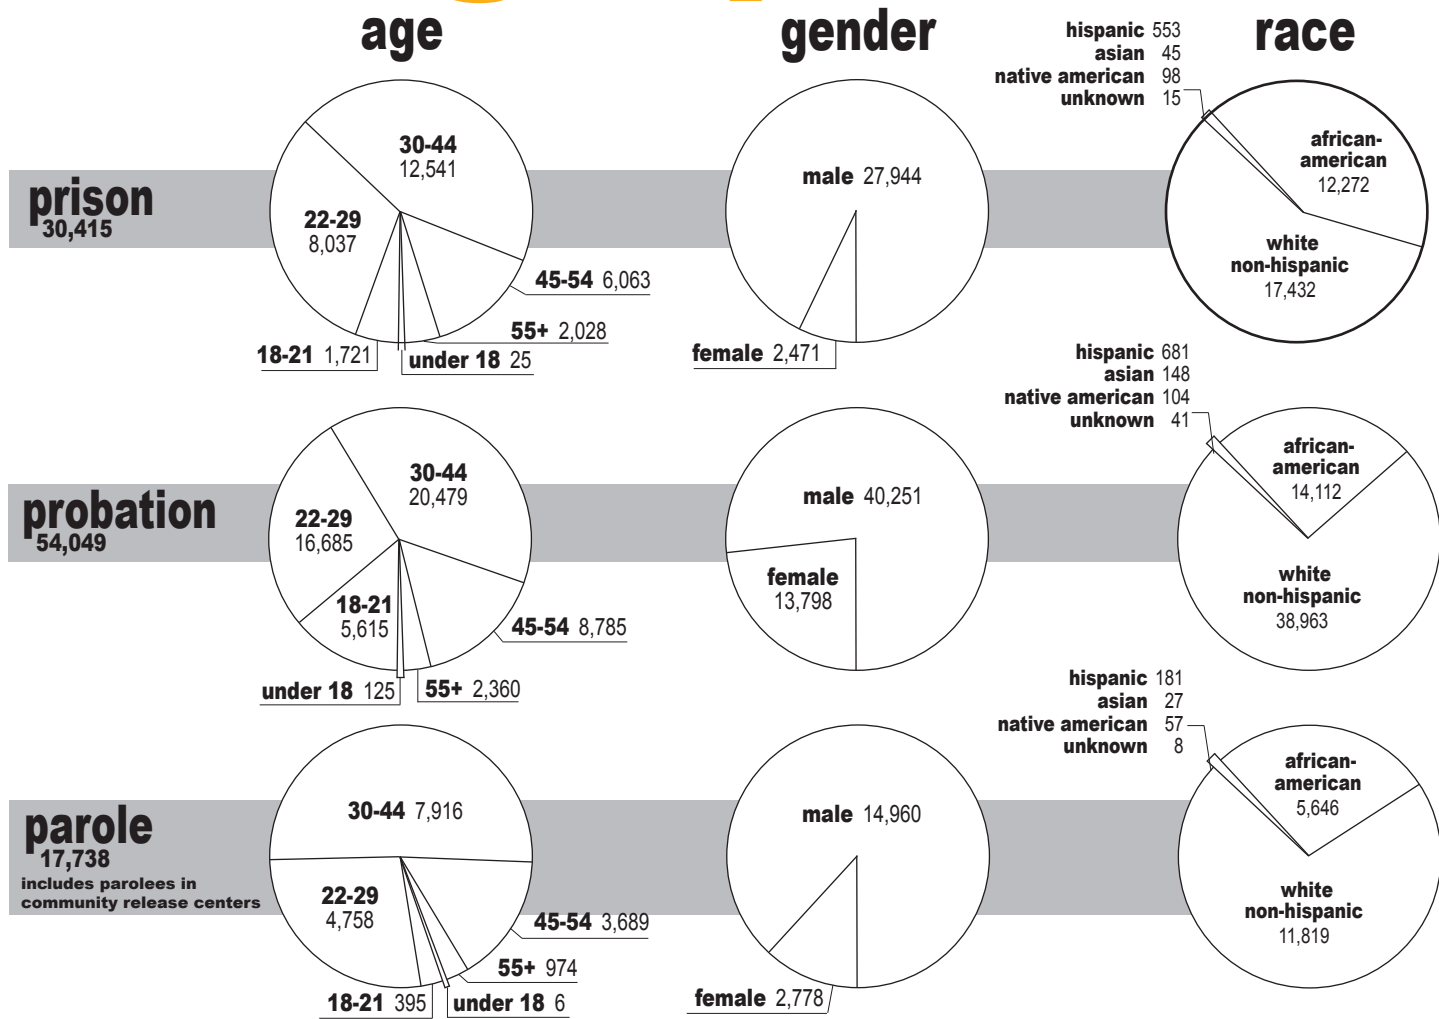 age
gender
race
prison
30,415
30-44
12,541
22-29
8,037
45-54 6,063
55+ 2,028
18-21 1,721
under 18 25
male 27,944
female 2,471
hispanic 553
asian 45
native american 98
unknown 15
african-
american
12,272
white
non-hispanic
17,432
probation
54,049
30-44
20,479
22-29
16,685
18-21
5,615
45-54 8,785
under 18 125
55+ 2,360
male 40,251
female
13,798
hispanic 681
asian 148
native american 104
unknown 41
african-
american
14,112
white
non-hispanic
38,963
parole
17,738
includes parolees in
community release centers
30-44 7,916
22-29
4,758
45-54 3,689
55+ 974
18-21 395
under 18 6
male 14,960
female 2,778
hispanic 181
asian 27
native american 57
unknown 8
african-
american
5,646
white
non-hispanic
11,819